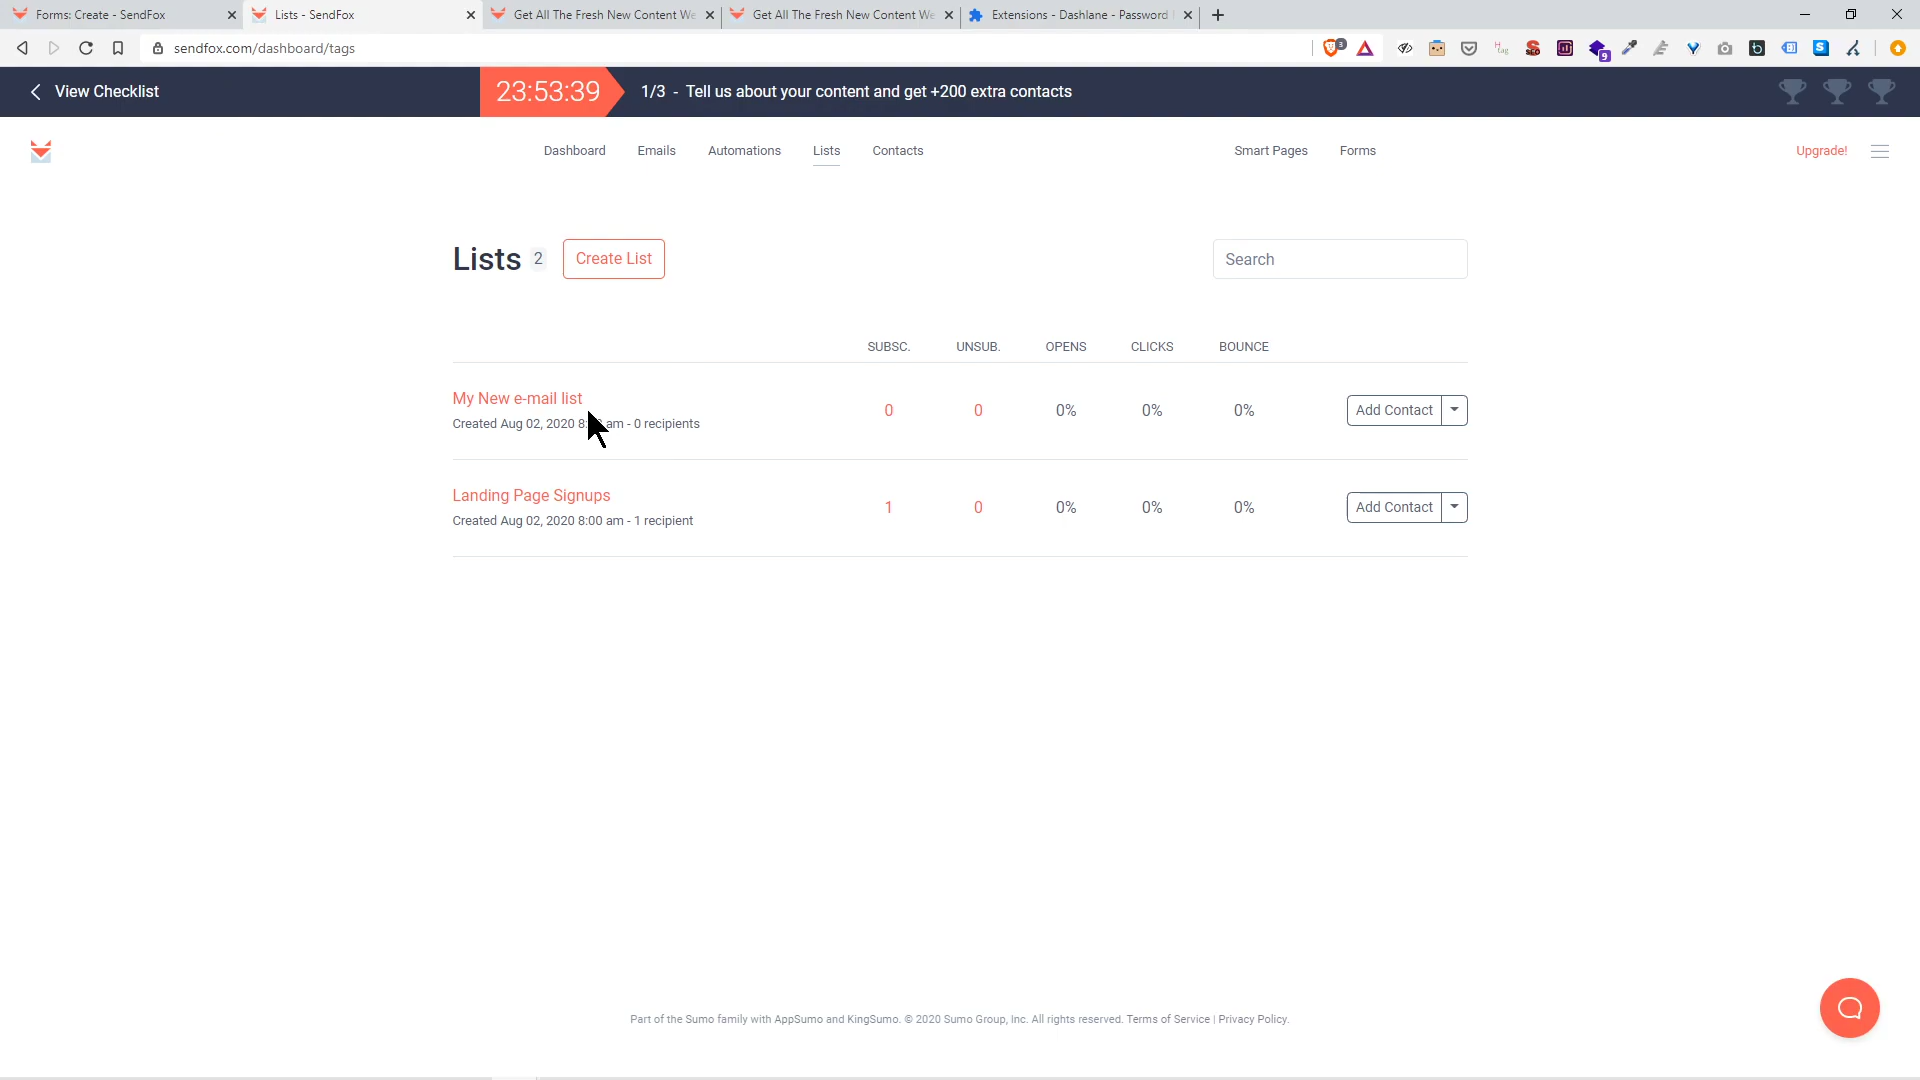 Forms: Create - SendFox
Lists - SendFox
Get All The Fresh New Content We
Get All The Fresh New Content We
Extensions - Dashlane - Password
sendfox.com/dashboard/tags
3
9
View Checklist
23:53:39
1/3 - Tell us about your content and get +200 extra contacts
Dashboard
Emails
Automations
Lists
Contacts
Smart Pages
Forms
Upgrade!
Lists 2
Create List
Search
SUBSC. UNSUB. OPENS CLICKS BOUNCE
My New e-mail list
Created Aug 02, 2020 8: am - 0 recipients
0 0 0% 0% 0%
Add Contact
Landing Page Signups
Created Aug 02, 2020 8:00 am - 1 recipient
1 0 0% 0% 0%
Add Contact
Part of the Sumo family with AppSumo and KingSumo. © 2020 Sumo Group, Inc. All rights reserved. Terms of Service | Privacy Policy.